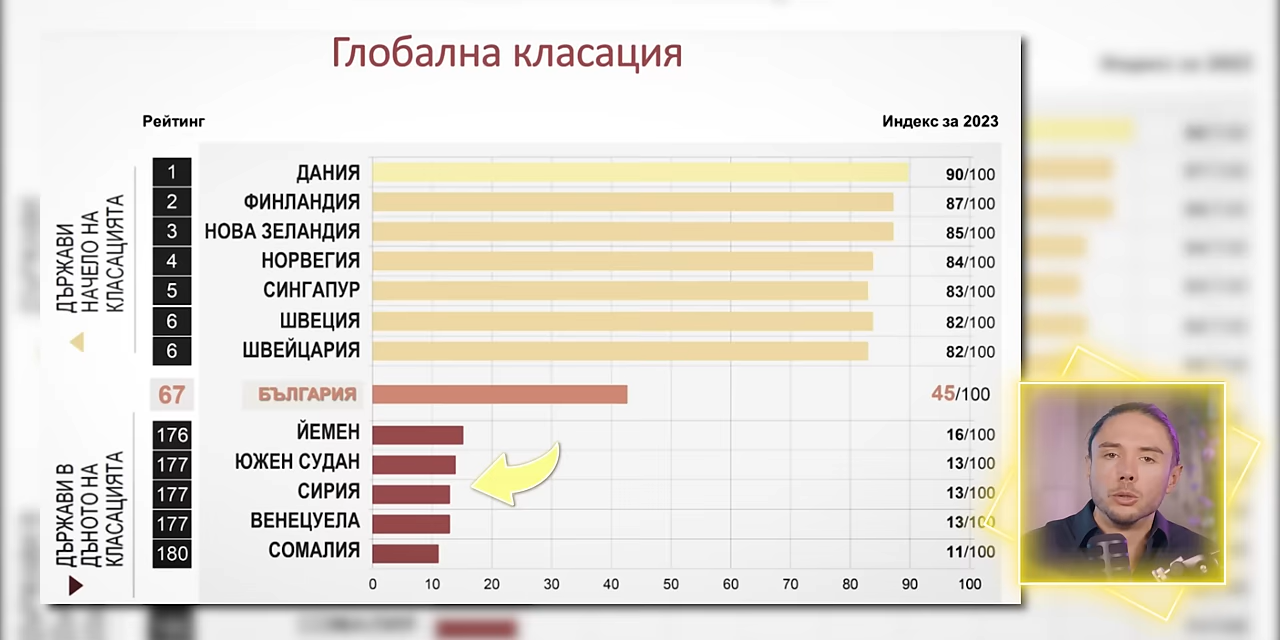 Глобална класация
Рейтинг
Индекс за 2023
ДЪРЖАВИ
НАЧЕЛО НА
КЛАСАЦИЯТА
1 ДАНИЯ 90/100
2 ФИНЛАНДИЯ 87/100
3 НОВА ЗЕЛАНДИЯ 85/100
4 НОРВЕГИЯ 84/100
5 СИНГАПУР 83/100
6 ШВЕЦИЯ 82/100
6 ШВЕЙЦАРИЯ 82/100
67 БЪЛГАРИЯ 45/100
ДЪРЖАВИ В
ДЪНОТО НА
КЛАСАЦИЯТА
176 ЙЕМЕН 16/100
177 ЮЖЕН СУДАН 13/100
177 СИРИЯ 13/100
177 ВЕНЕЦУЕЛА 13/100
180 СОМАЛИЯ 11/100
0 10 20 30 40 50 60 70 80 90 100